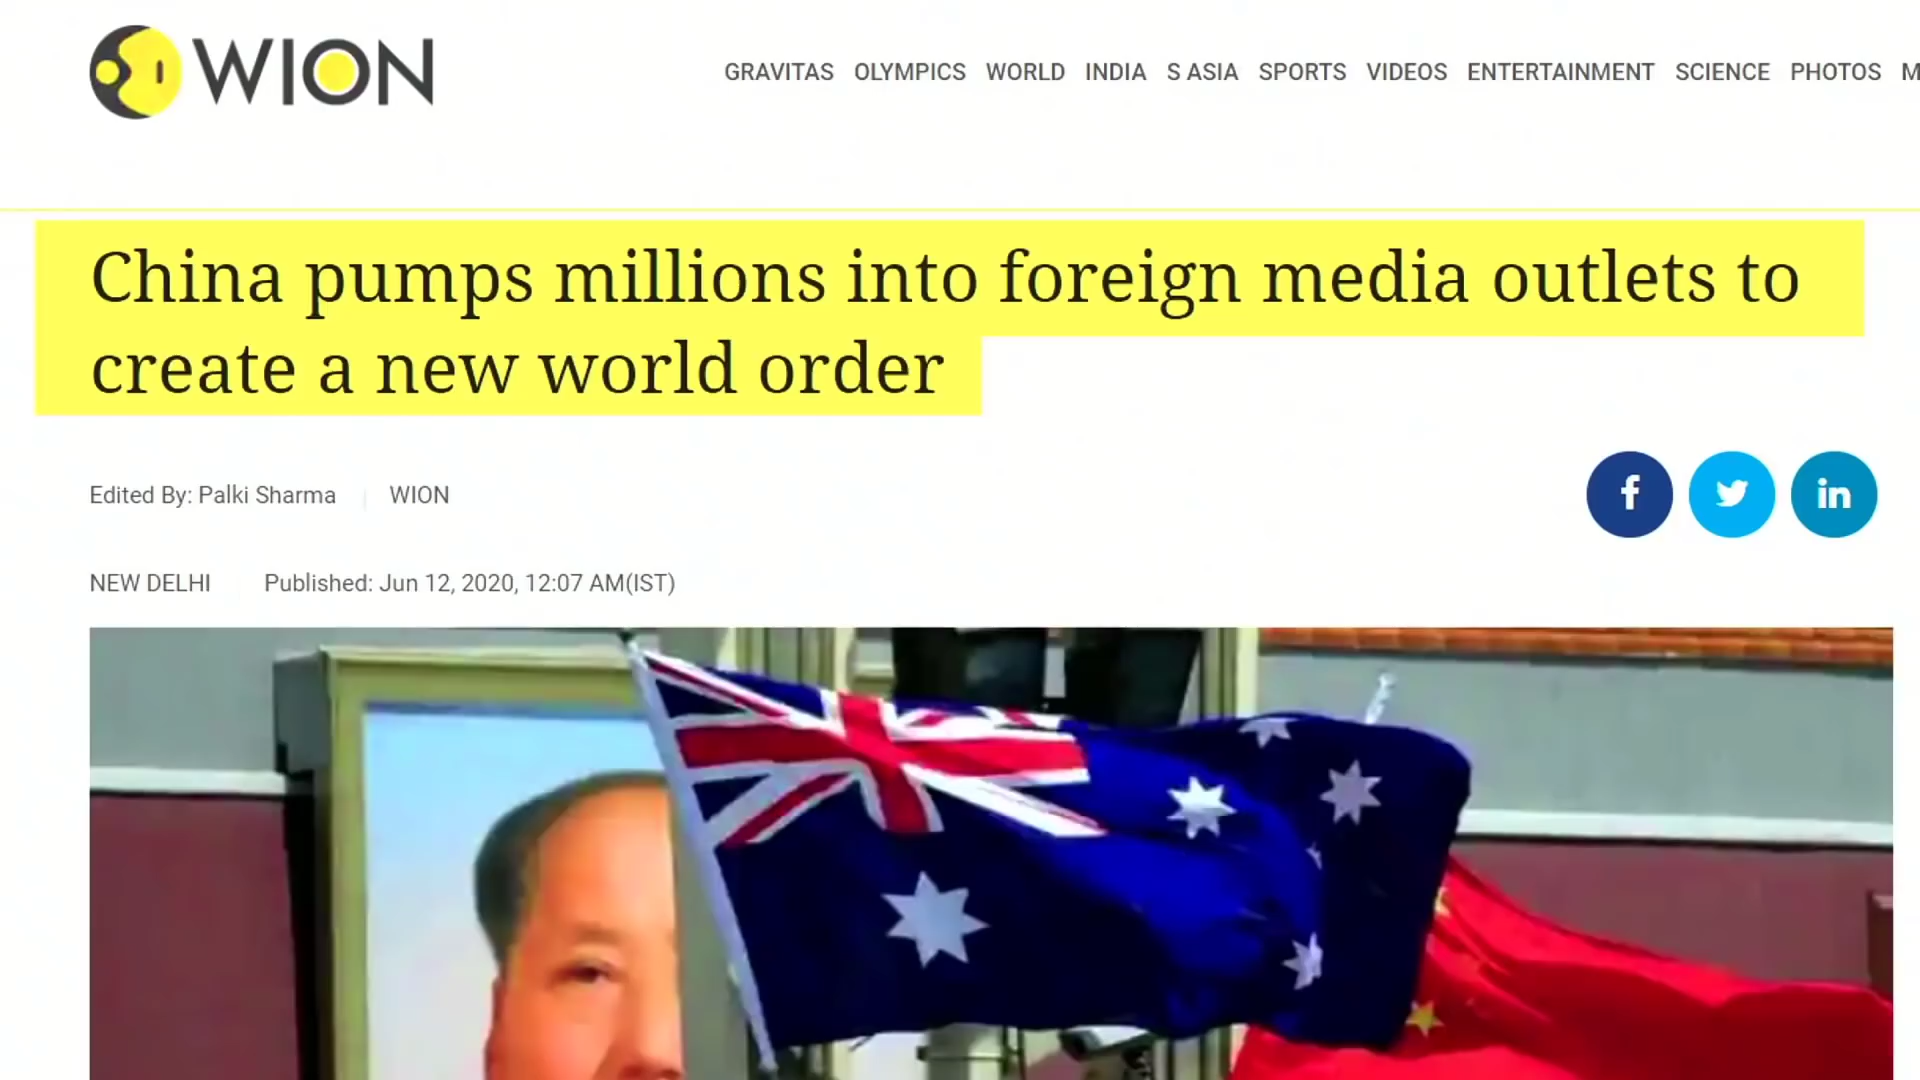 WION
GRAVITAS OLYMPICS WORLD INDIA S ASIA SPORTS VIDEOS ENTERTAINMENT SCIENCE PHOTOS M
China pumps millions into foreign media outlets to
create a new world order
Edited By: Palki Sharma WION
f in
NEW DELHI Published: Jun 12, 2020, 12:07 AM(IST)